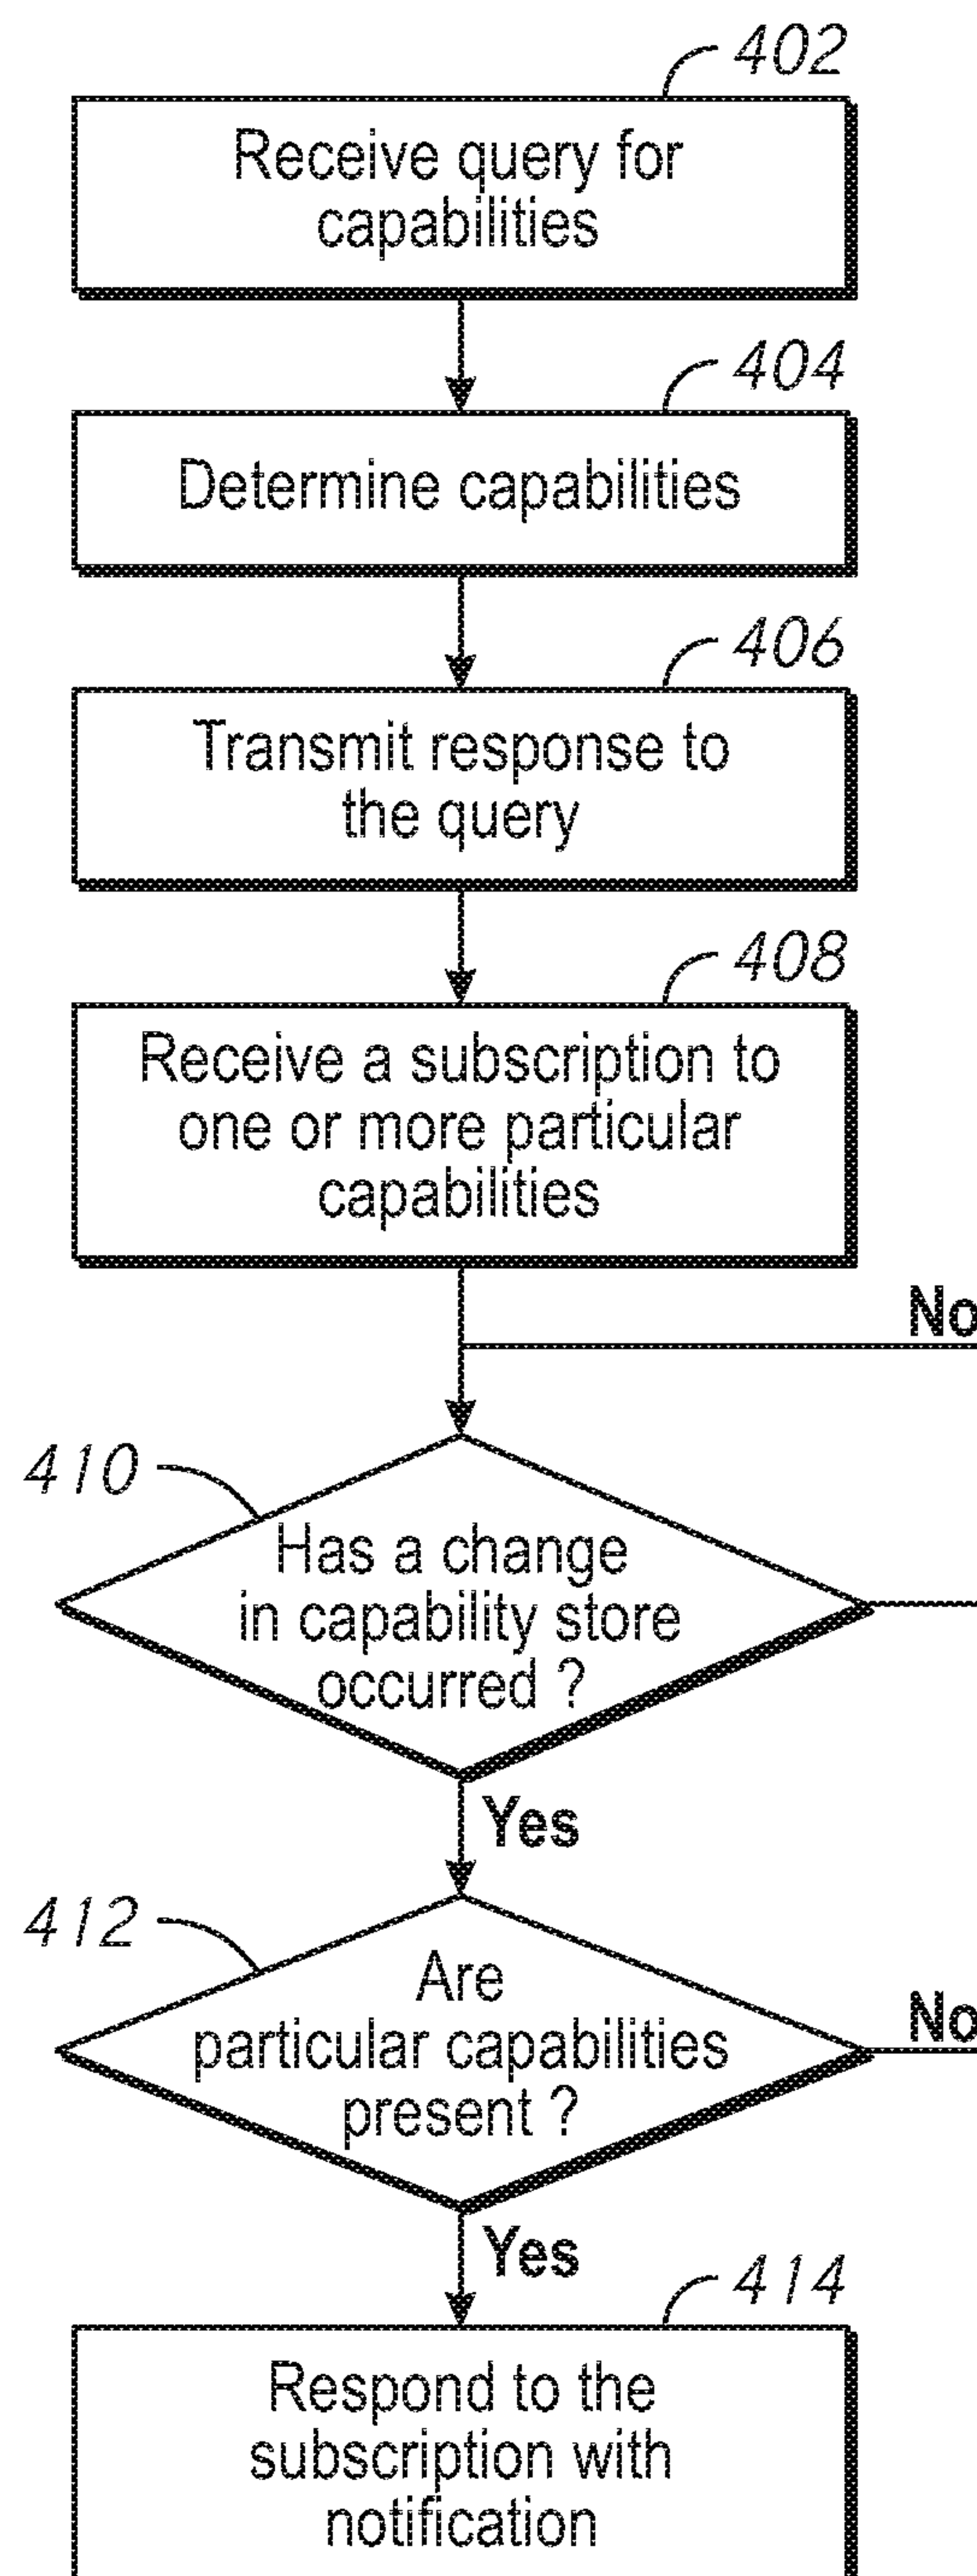 402
Receive query for
capabilities
404
Determine capabilities
406
Transmit response to
the query
408
Receive a subscription to
one or more particular
capabilities
No
410
Has a change
in capability store
occurred ?
Yes
412
Are
particular capabilities
present ?
No
Yes
414
Respond to the
subscription with
notification